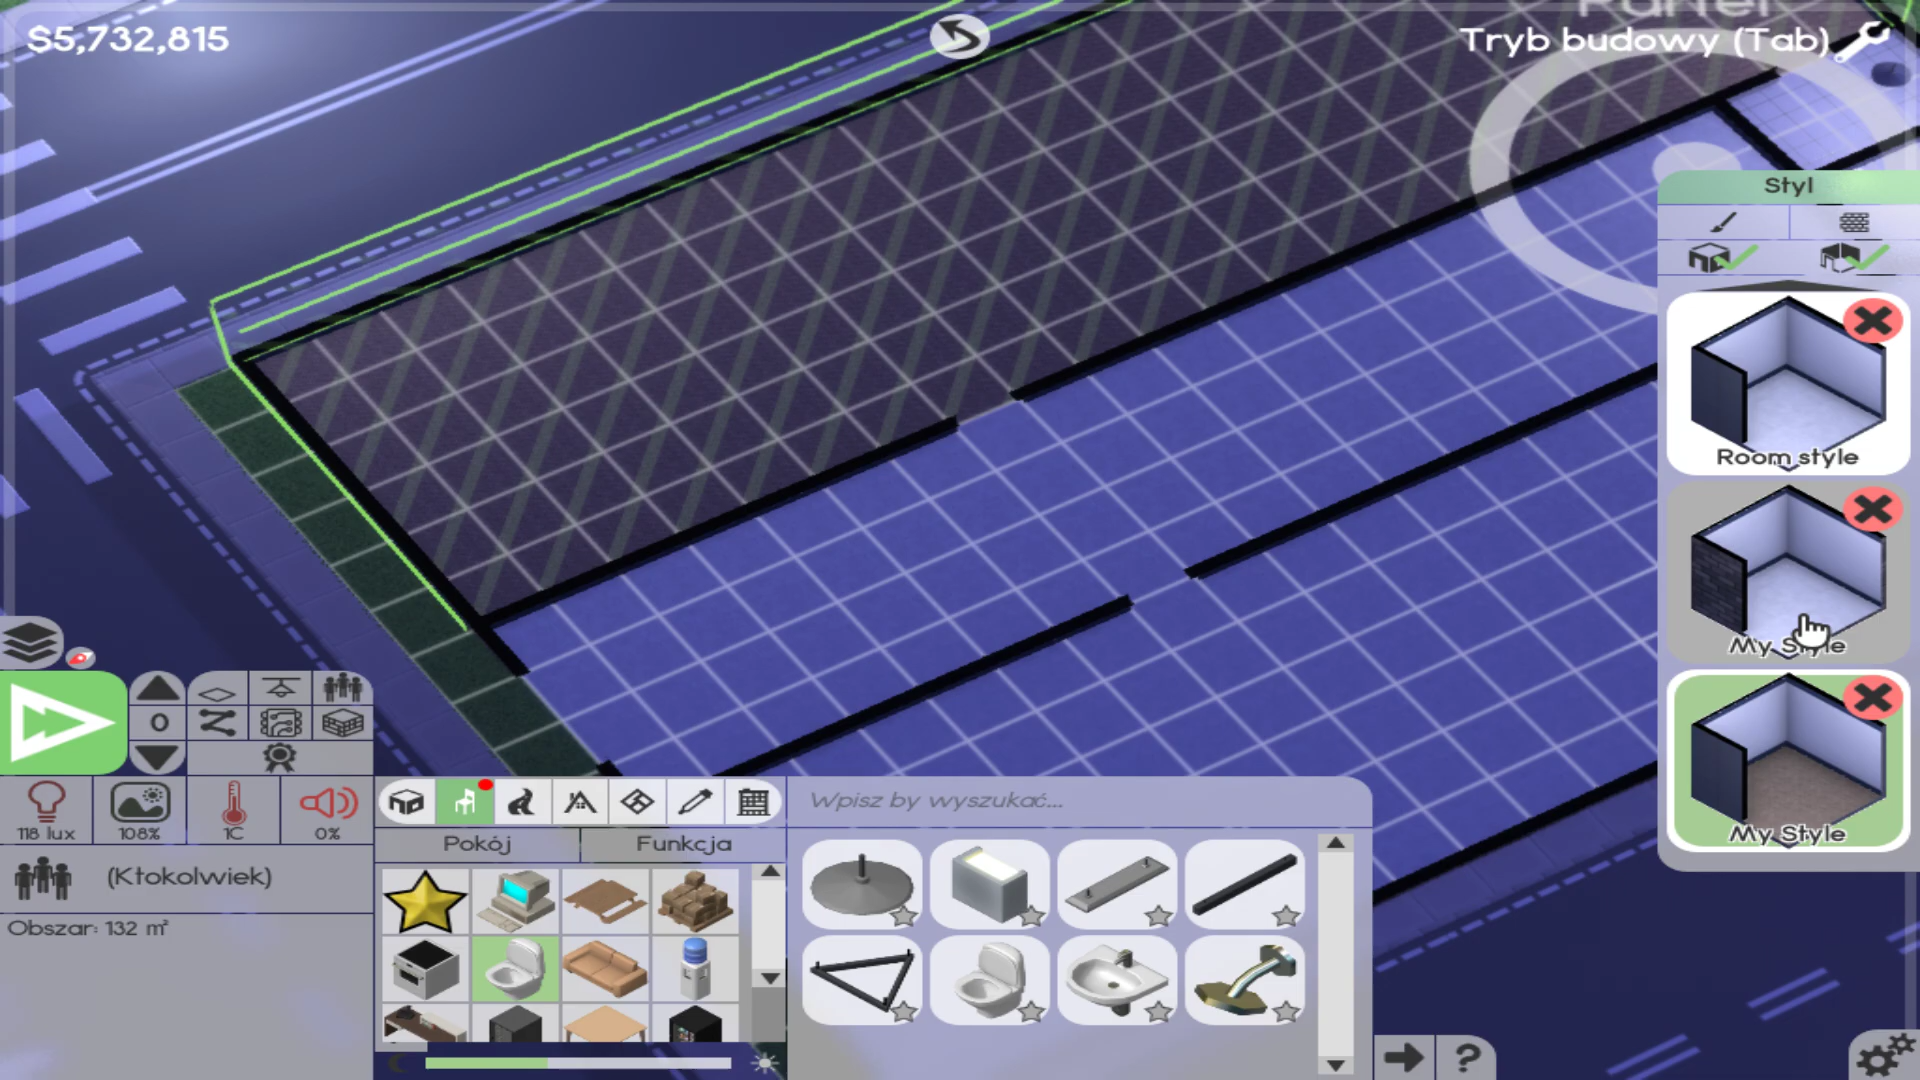 $5,732,815
Parter
Tryb budowy (Tab)
Styl
Room style
My Style
My Style
0
118 lux
108%
1C
0%
(Ktokolwiek)
Obszar: 132 m²
Pokój
Funkcja
Wpisz by wyszukać...
?